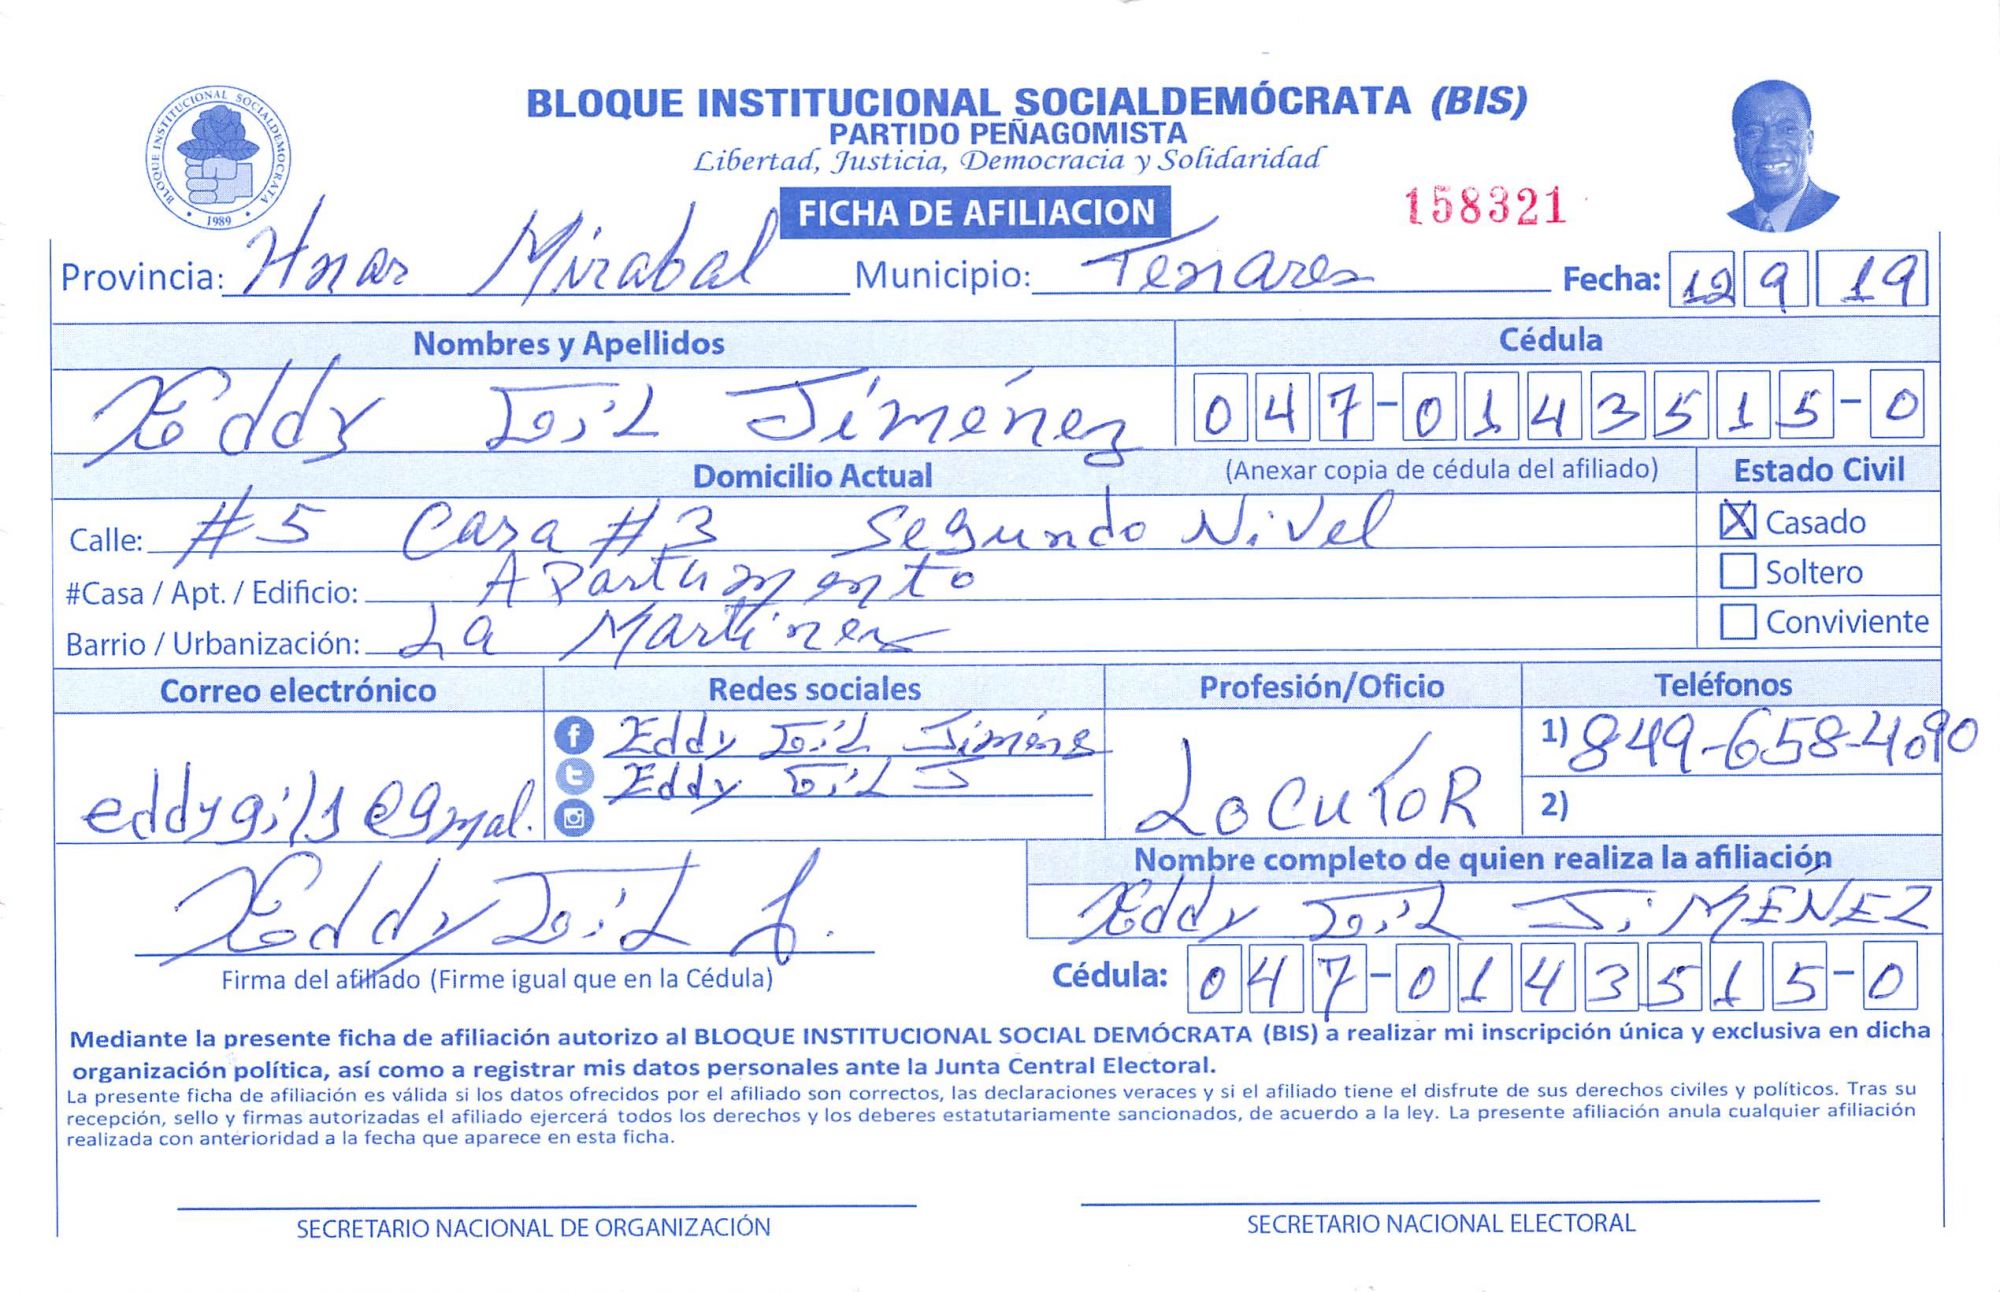 BLOQUE INSTITUCIONAL SOCIALDEMÓCRATA (BIS)
PARTIDO PEÑAGOMISTA
Libertad, Justicia, Democracia y Solidaridad
BLOQUE INSTITUCIONAL SOCIALDEMOCRATA
1989
FICHA DE AFILIACION
158321
Provincia: Hnar Mirabal Municipio: Tenares Fecha: 12 9 19
Nombres y Apellidos Cédula
Eddy Gil Jiménez 047-0143515-0
Domicilio Actual (Anexar copia de cédula del afiliado) Estado Civil
Calle: #5 Casa #3 Segundo Nivel X Casado
#Casa / Apt. / Edificio: Apartamento Soltero
Barrio / Urbanización: La Martinez Conviviente
Correo electrónico Redes sociales Profesión/Oficio Teléfonos
Eddy Gil Jiménez 1) 849-658-4090
eddygil1@gmal. Eddy Gil J LOCUTOR 2)
Eddy Gil J. Nombre completo de quien realiza la afiliación
Eddy Gil JiMENEZ
Firma del afiliado (Firme igual que en la Cédula) Cédula: 047-0143515-0
Mediante la presente ficha de afiliación autorizo al BLOQUE INSTITUCIONAL SOCIAL DEMÓCRATA (BIS) a realizar mi inscripción única y exclusiva en dicha
organización política, así como a registrar mis datos personales ante la Junta Central Electoral.
La presente ficha de afiliación es válida si los datos ofrecidos por el afiliado son correctos, las declaraciones veraces y si el afiliado tiene el disfrute de sus derechos civiles y políticos. Tras su
recepción, sello y firmas autorizadas el afiliado ejercerá todos los derechos y los deberes estatutariamente sancionados, de acuerdo a la ley. La presente afiliación anula cualquier afiliación
realizada con anterioridad a la fecha que aparece en esta ficha.
SECRETARIO NACIONAL DE ORGANIZACIÓN SECRETARIO NACIONAL ELECTORAL